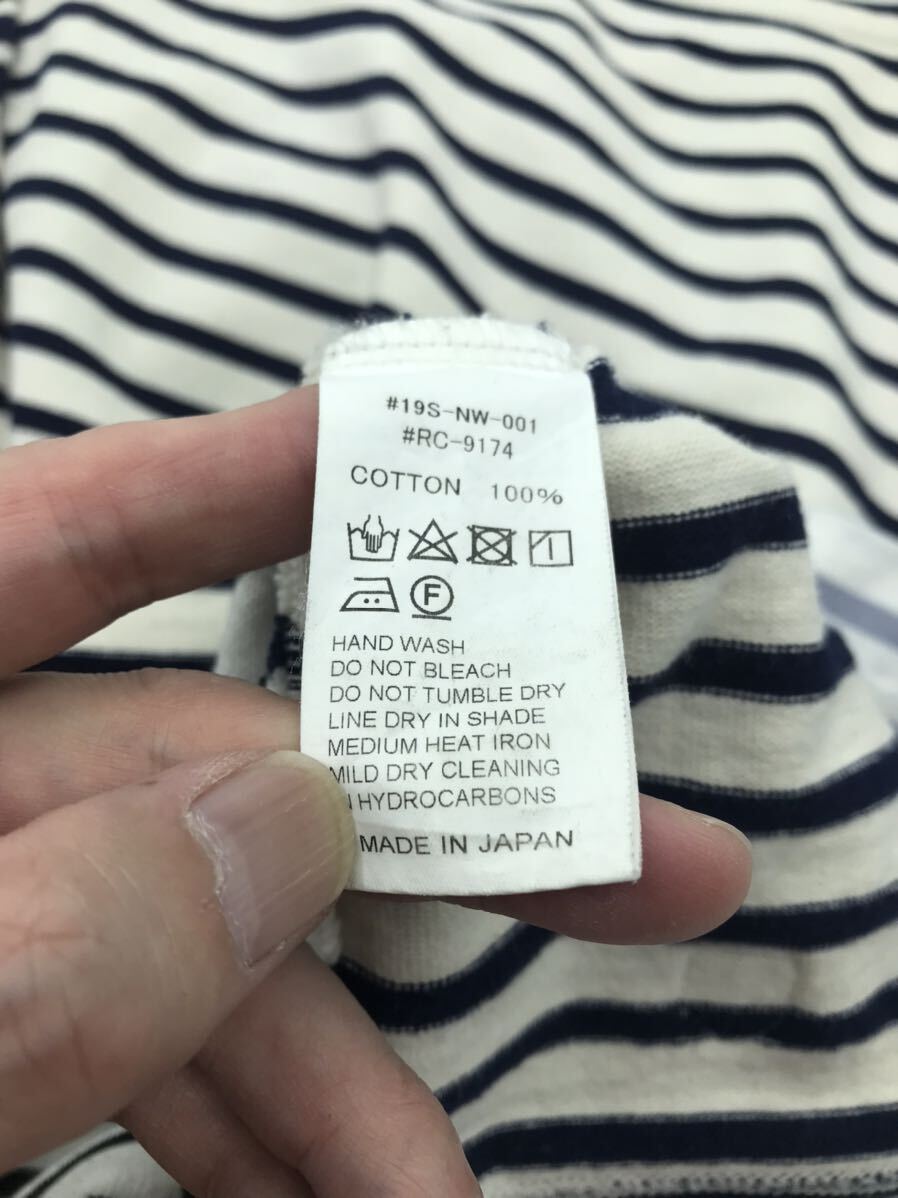 #19S-NW-001
#RC-9174
COTTON 100%
F
HAND WASH
DO NOT BLEACH
DO NOT TUMBLE DRY
LINE DRY IN SHADE
MEDIUM HEAT IRON
MILD DRY CLEANING
HYDROCARBONS
MADE IN JAPAN